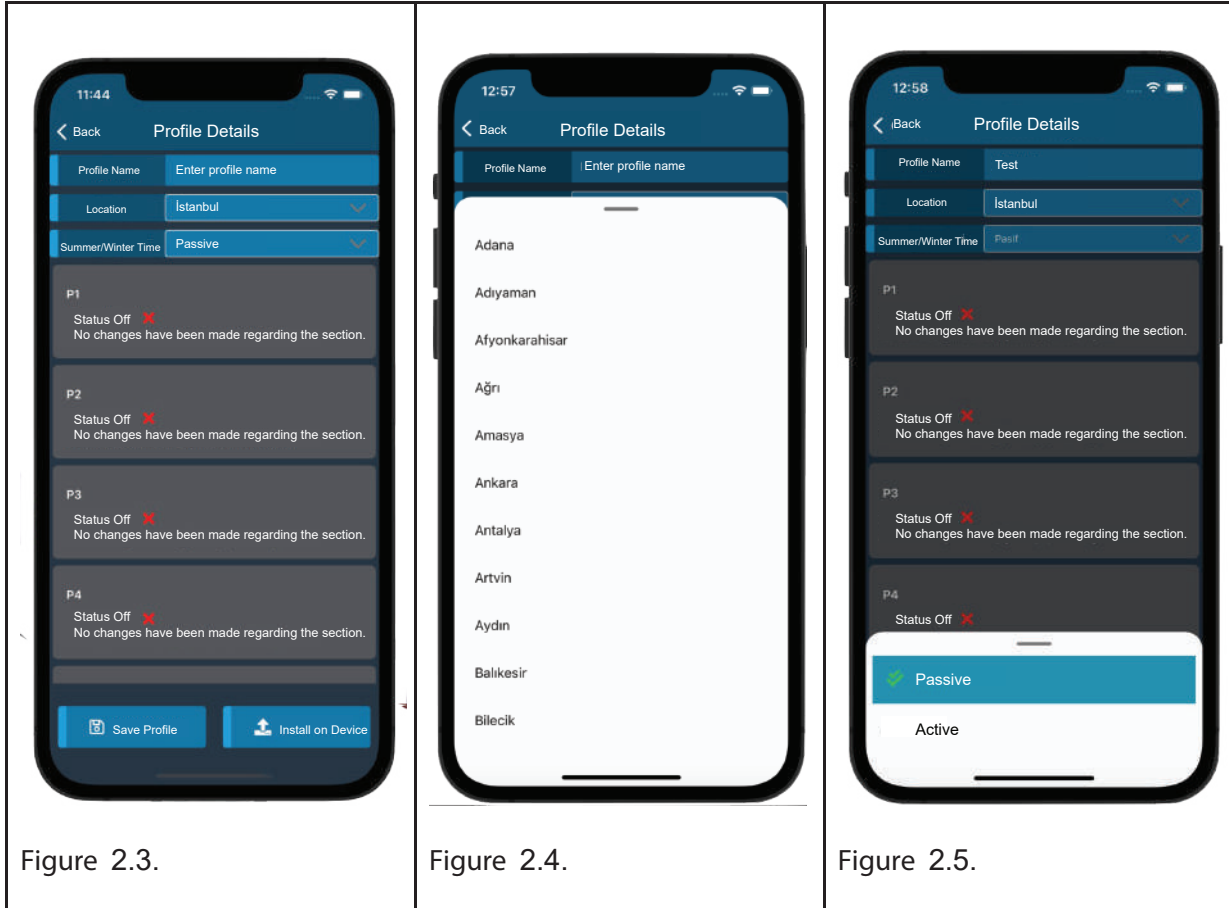 11:44
Back
Profile Details
Profile Name
Enter profile name
Location
İstanbul
Summer/Winter Time
Passive
P1
Status Off
No changes have been made regarding the section.
P2
Status Off
No changes have been made regarding the section.
P3
Status Off
No changes have been made regarding the section.
P4
Status Off
No changes have been made regarding the section.
Save Profile
Install on Device
Figure 2.3.
12:57
Back
Profile Details
Profile Name
Enter profile name
Adana
Adıyaman
Afyonkarahisar
Ağrı
Amasya
Ankara
Antalya
Artvin
Aydın
Balıkesir
Bilecik
Figure 2.4.
12:58
Back
Profile Details
Profile Name
Test
Location
İstanbul
Summer/Winter Time
Pasif
P1
Status Off
No changes have been made regarding the section.
P2
Status Off
No changes have been made regarding the section.
P3
Status Off
No changes have been made regarding the section.
P4
Status Off
Passive
Active
Figure 2.5.